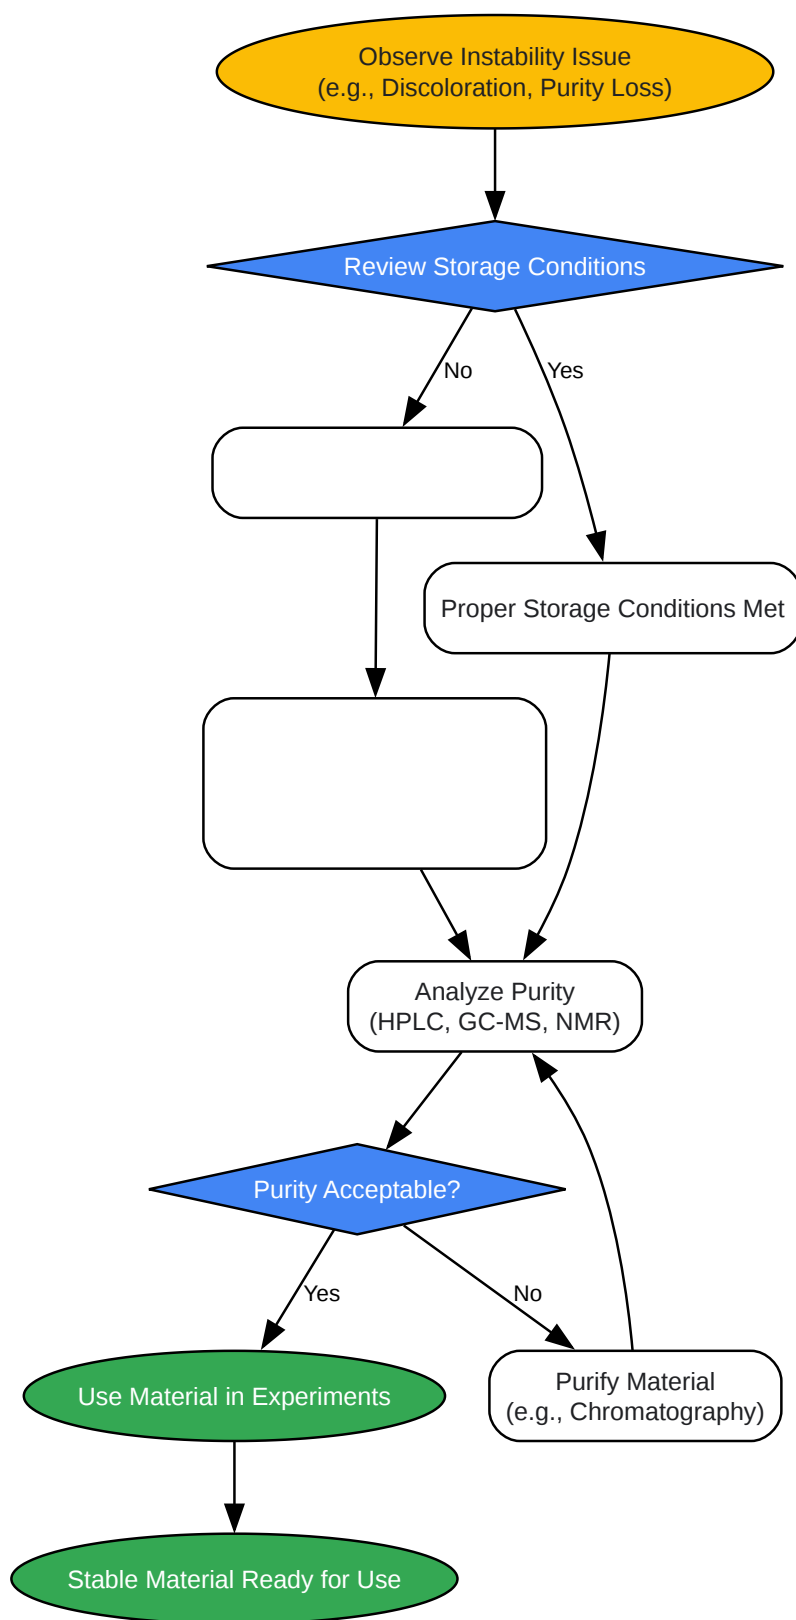 Observe Instability Issue
(e.g., Discoloration, Purity Loss)
Review Storage Conditions
No
Yes
Proper Storage Conditions Met
Analyze Purity
(HPLC, GC-MS, NMR)
Purity Acceptable?
Yes
No
Use Material in Experiments
Purify Material
(e.g., Chromatography)
Stable Material Ready for Use